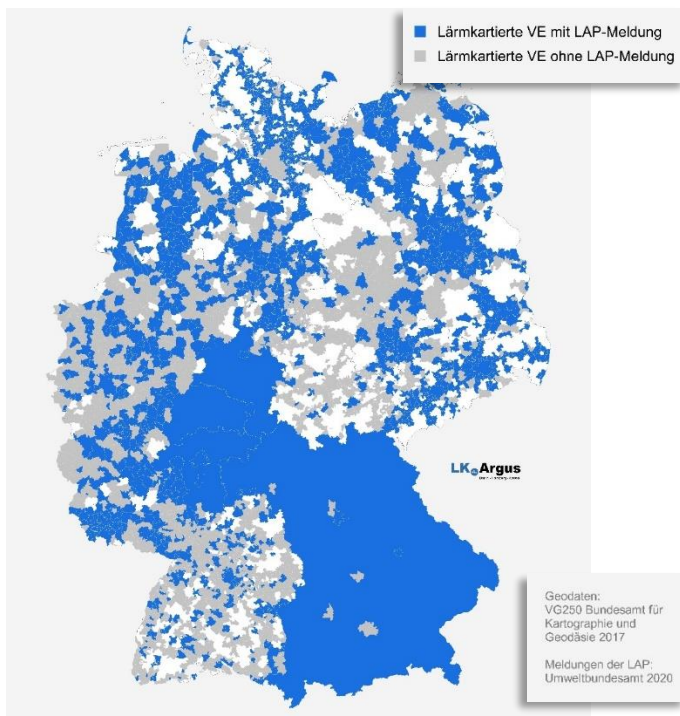 Lärmkartierte VE mit LAP-Meldung
Lärmkartierte VE ohne LAP-Meldung
LK Argus
Geodaten:
VG250 Bundesamt für
Kartographie und
Geodäsie 2017
Meldungen der LAP:
Umweltbundesamt 2020